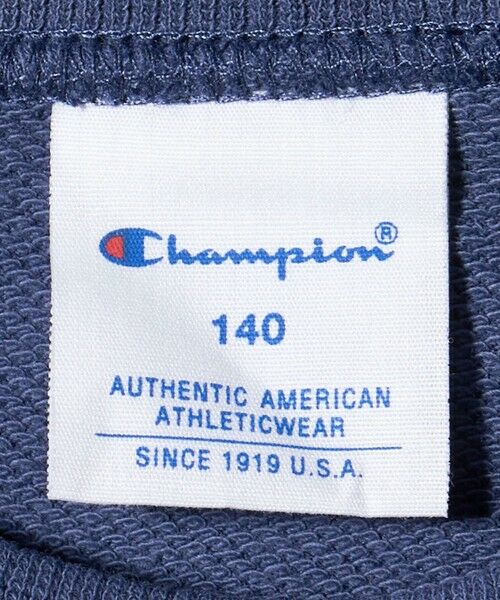 Champion®
140
AUTHENTIC AMERICAN
ATHLETICWEAR
SINCE 1919 U.S.A.